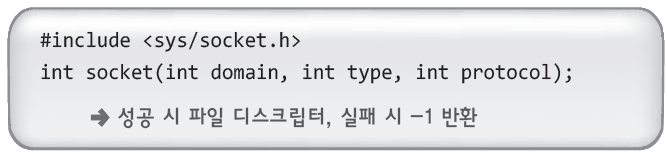 #include <sys/socket.h>
int socket(int domain, int type, int protocol);
➔ 성공 시 파일 디스크립터, 실패 시 –1 반환